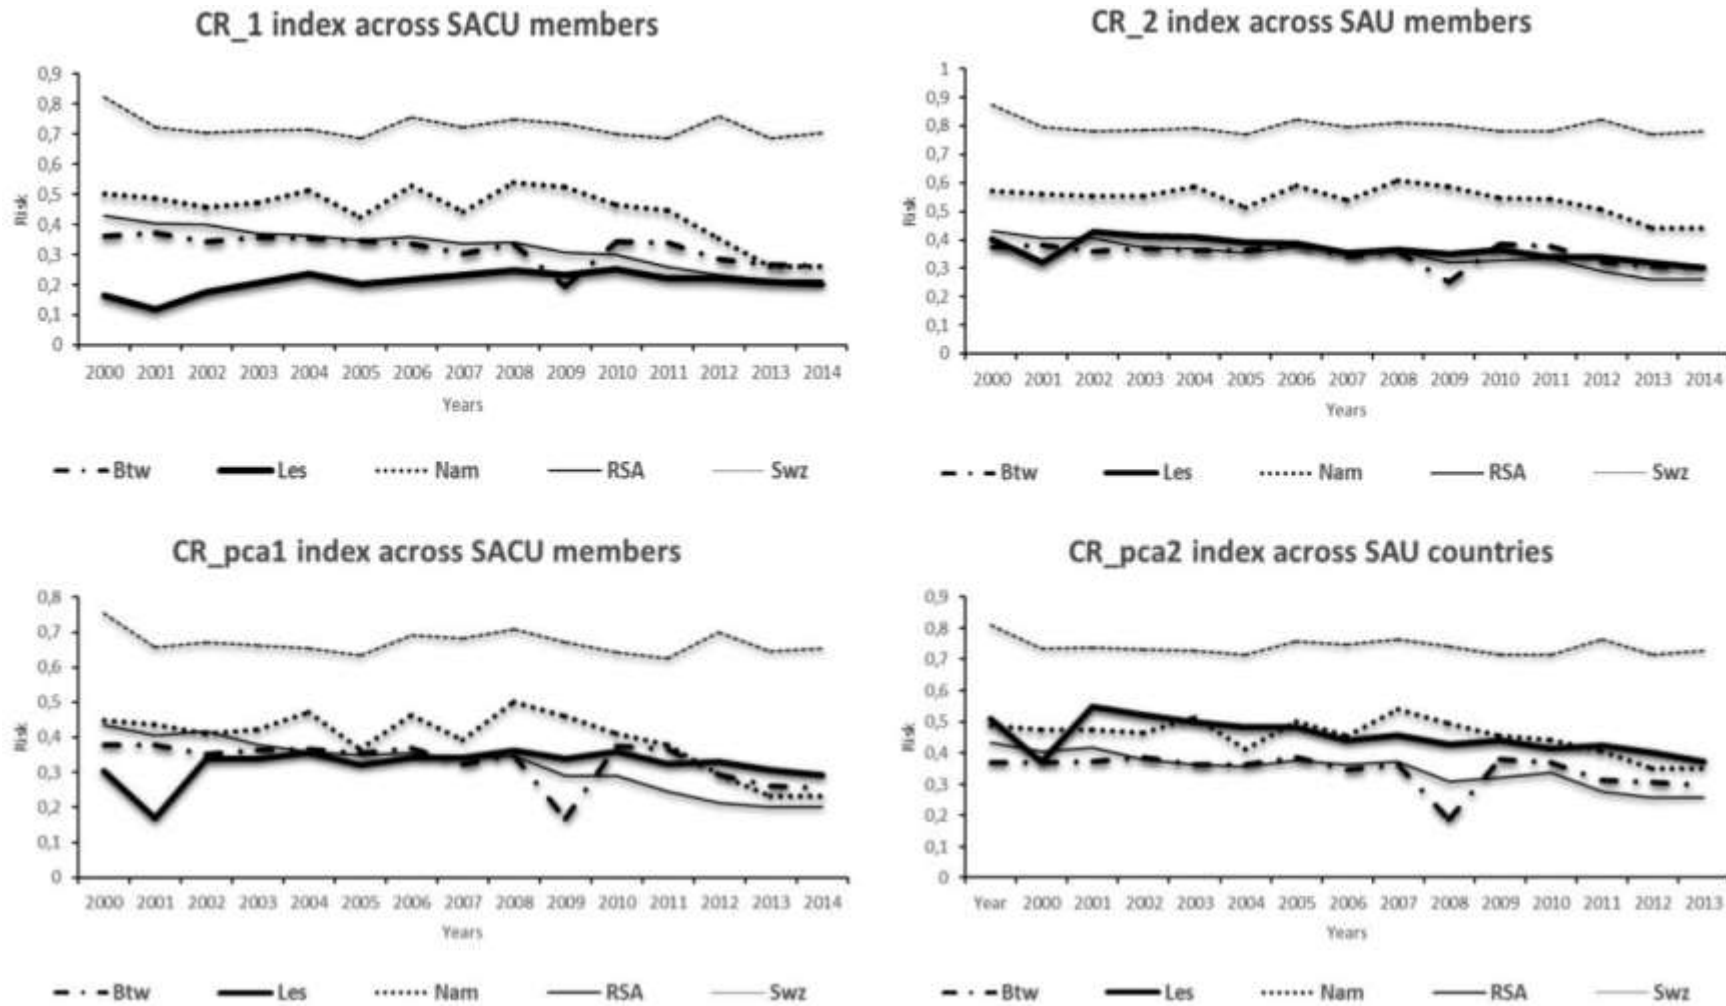 CR_1 index across SACU members
0,9
0,8
0,7
0,6
0,5
0,4
0,3
0,2
0,1
0
Risk
2000 2001 2002 2003 2004 2005 2006 2007 2008 2009 2010 2011 2012 2013 2014
Years
Btw Les Nam RSA Swz
CR_2 index across SAU members
1
0,9
0,8
0,7
0,6
0,5
0,4
0,3
0,2
0,1
0
Risk
2000 2001 2002 2003 2004 2005 2006 2007 2008 2009 2010 2011 2012 2013 2014
Years
Btw Les Nam RSA Swz
CR_pca1 index across SACU members
0,8
0,7
0,6
0,5
0,4
0,3
0,2
0,1
0
Risk
2000 2001 2002 2003 2004 2005 2006 2007 2008 2009 2010 2011 2012 2013 2014
Years
Btw Les Nam RSA Swz
CR_pca2 index across SAU countries
0,9
0,8
0,7
0,6
0,5
0,4
0,3
0,2
0,1
0
Risk
Year 2000 2001 2002 2003 2004 2005 2006 2007 2008 2009 2010 2011 2012 2013
Years
Btw Les Nam RSA Swz